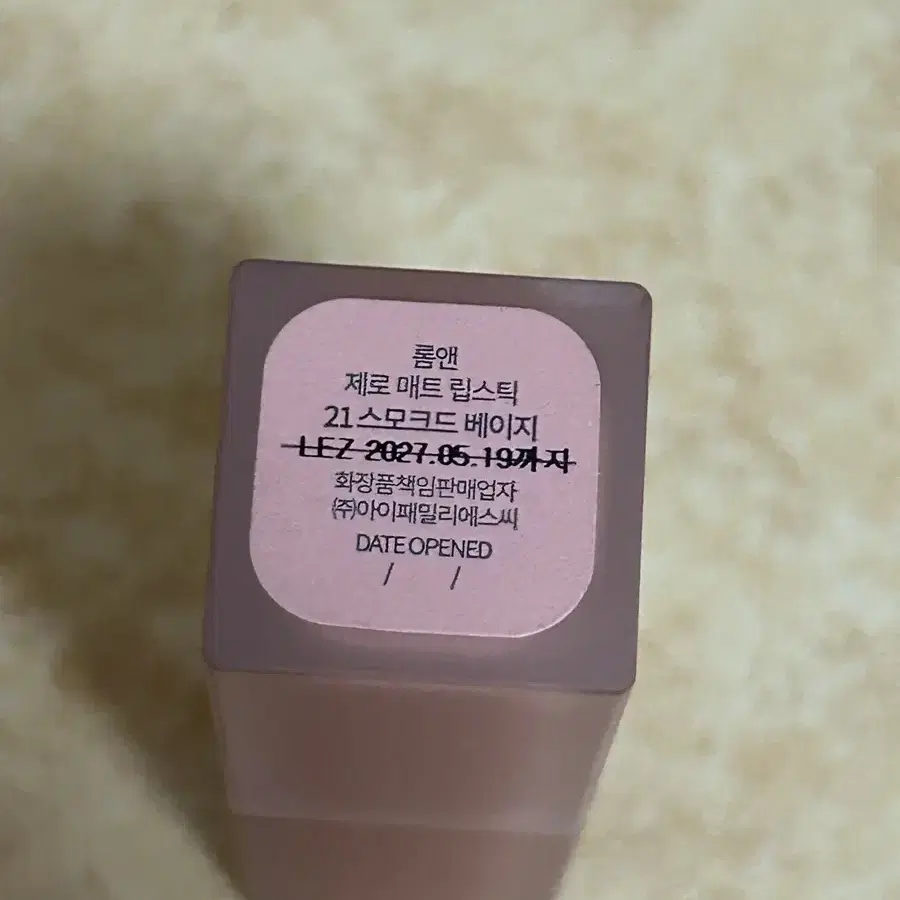 롬앤
제로 매트 립스틱
21 스모크드 베이지
LEZ 2027.05.19까지
화장품책임판매업자
㈜아이패밀리에스씨
DATE OPENED
/ /